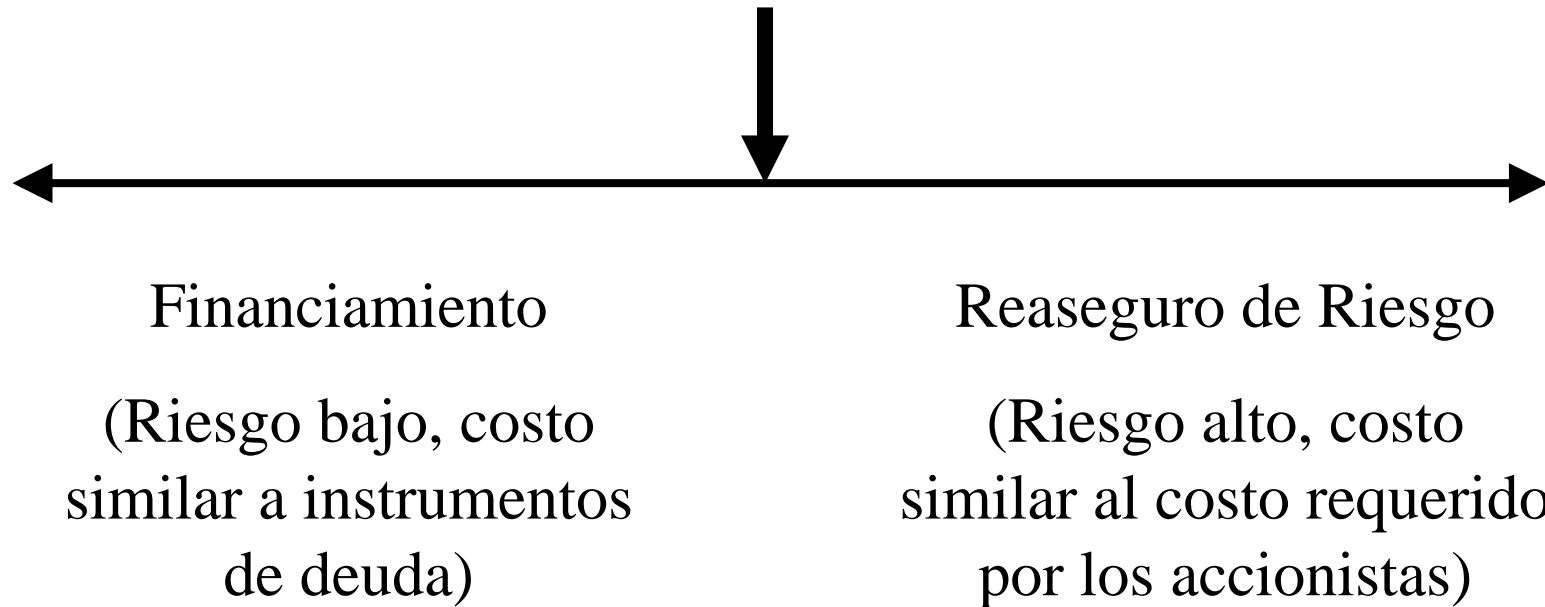 Financiamiento
(Riesgo bajo, costo
similar a instrumentos
de deuda)
Reaseguro de Riesgo
(Riesgo alto, costo
similar al costo requerido
por los accionistas)